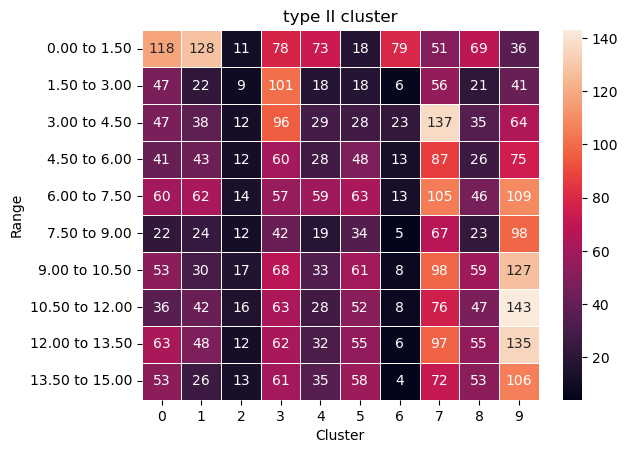 type II cluster
0.00 to 1.50 118 128 11 78 73 18 79 51 69 36
1.50 to 3.00 47 22 9 101 18 18 6 56 21 41
3.00 to 4.50 47 38 12 96 29 28 23 137 35 64
4.50 to 6.00 41 43 12 60 28 48 13 87 26 75
6.00 to 7.50 60 62 14 57 59 63 13 105 46 109
7.50 to 9.00 22 24 12 42 19 34 5 67 23 98
9.00 to 10.50 53 30 17 68 33 61 8 98 59 127
10.50 to 12.00 36 42 16 63 28 52 8 76 47 143
12.00 to 13.50 63 48 12 62 32 55 6 97 55 135
13.50 to 15.00 53 26 13 61 35 58 4 72 53 106
0 1 2 3 4 5 6 7 8 9
Cluster
Range
140
120
100
80
60
40
20